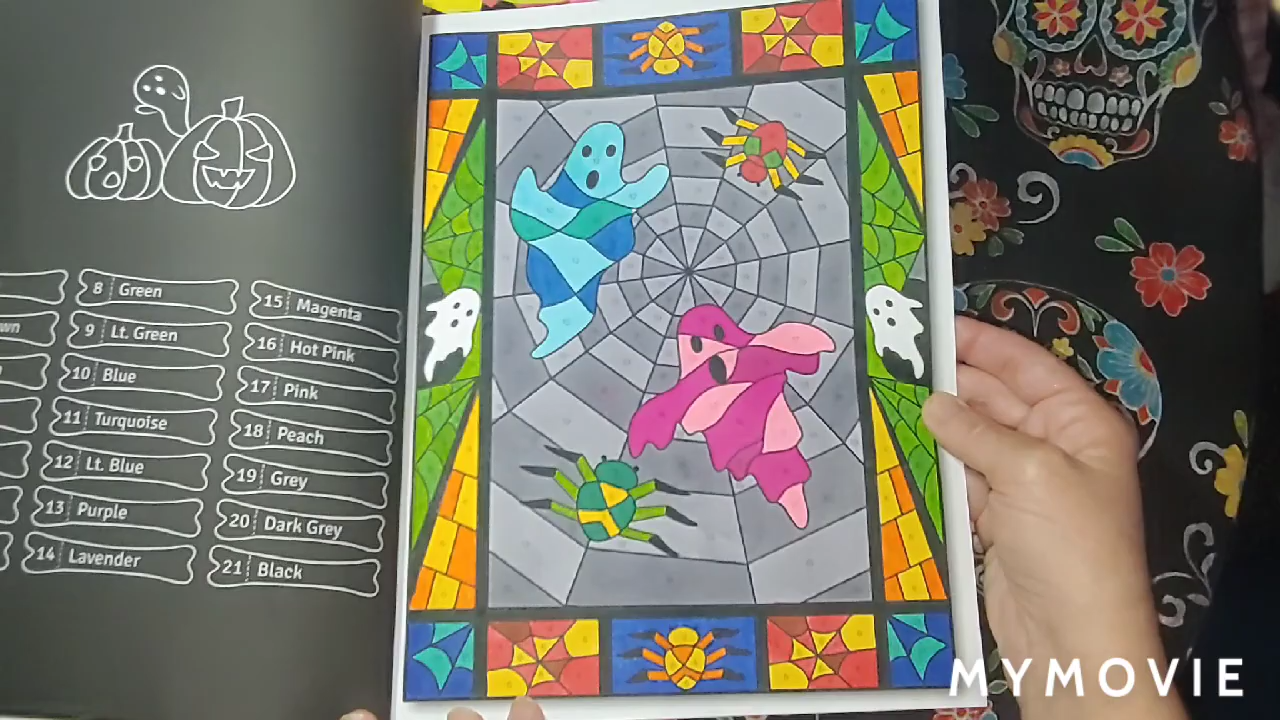 wn
8 Green
9 Lt. Green
10 Blue
11 Turquoise
12 Lt. Blue
13 Purple
14 Lavender
15 Magenta
16 Hot Pink
17 Pink
18 Peach
19 Grey
20 Dark Grey
21 Black
MYMOVIE